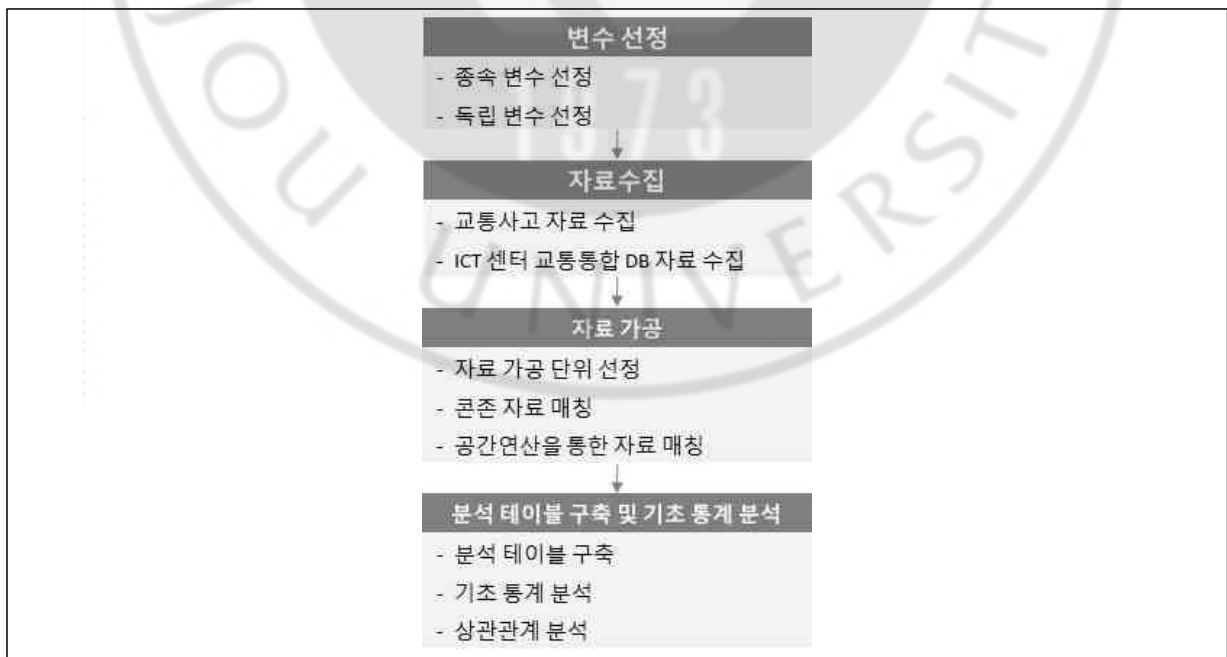 변수 선정
- 종속 변수 선정
- 독립 변수 선정
자료수집
- 교통사고 자료 수집
- ICT 센터 교통통합 DB 자료 수집
자료 가공
- 자료 가공 단위 선정
- 콘존 자료 매칭
- 공간연산을 통한 자료 매칭
분석 테이블 구축 및 기초 통계 분석
- 분석 테이블 구축
- 기초 통계 분석
- 상관관계 분석
JOU UNIVERSIT
1973